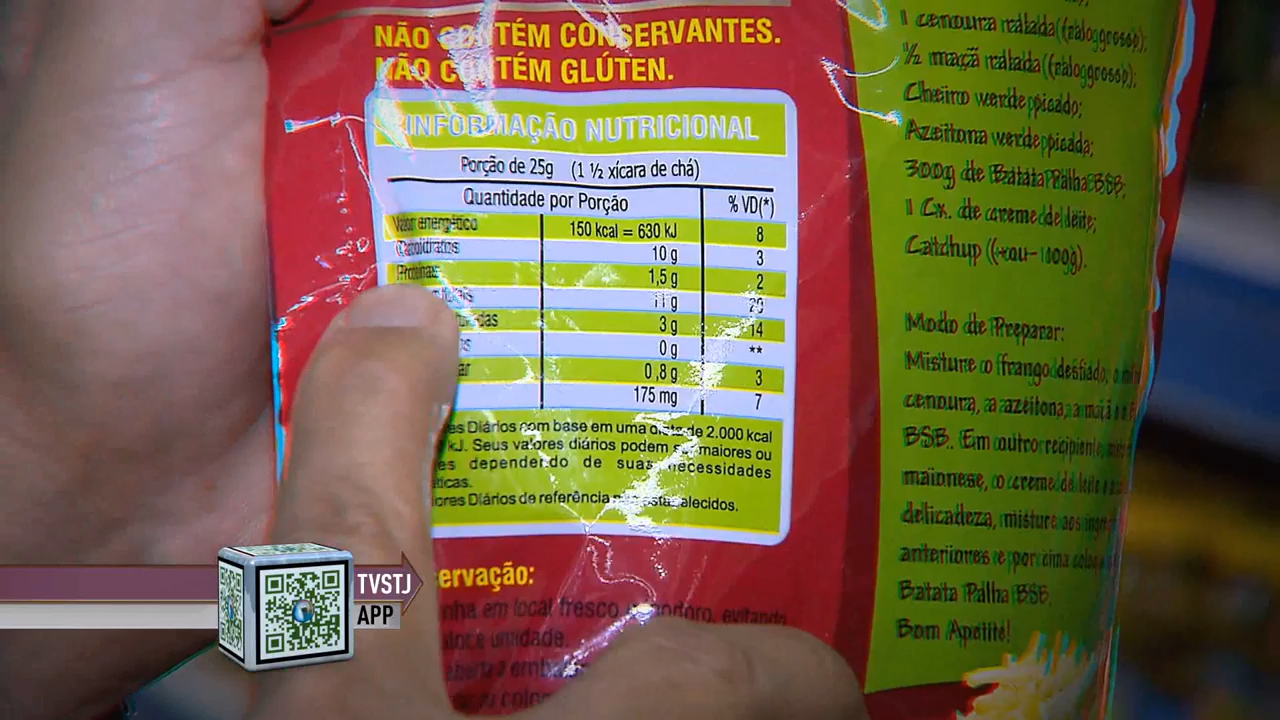 NÃO CONTÉM CONSERVANTES.
NÃO CONTÉM GLÚTEN.
INFORMAÇÃO NUTRICIONAL
Porção de 25g (1 ½ xícara de chá)
Quantidade por Porção % VD(*)
Valor energético 150 kcal = 630 kJ 8
Carboidratos 10 g 3
Proteínas 1,5 g 2
11 g 20
3 g 14
0 g **
0,8 g 3
175 mg 7
Diários com base em uma dieta de 2.000 kcal
kJ. Seus valores diários podem ser maiores ou
dependendo de suas necessidades
Diários de referência não estabelecidos.
em local fresco
umidade.
1 cenoura ralada (ralo grosso);
½ maçã ralada (ralo grosso);
Cheiro verde picado;
Azeitona verde picada;
300g de Batata Palha BSB;
1 Cx. de creme de leite;
Catchup (+ou- 100g).
Modo de Preparar:
Misture o frango desfiado, o
cenoura, a azeitona, a maçã e
BSB. Em outro recipiente,
maionese, o creme de leite e
delicadeza, misture aos
anteriores e por cima
Batata Palha BSB.
Bom Apetite!
TVSTJ
APP